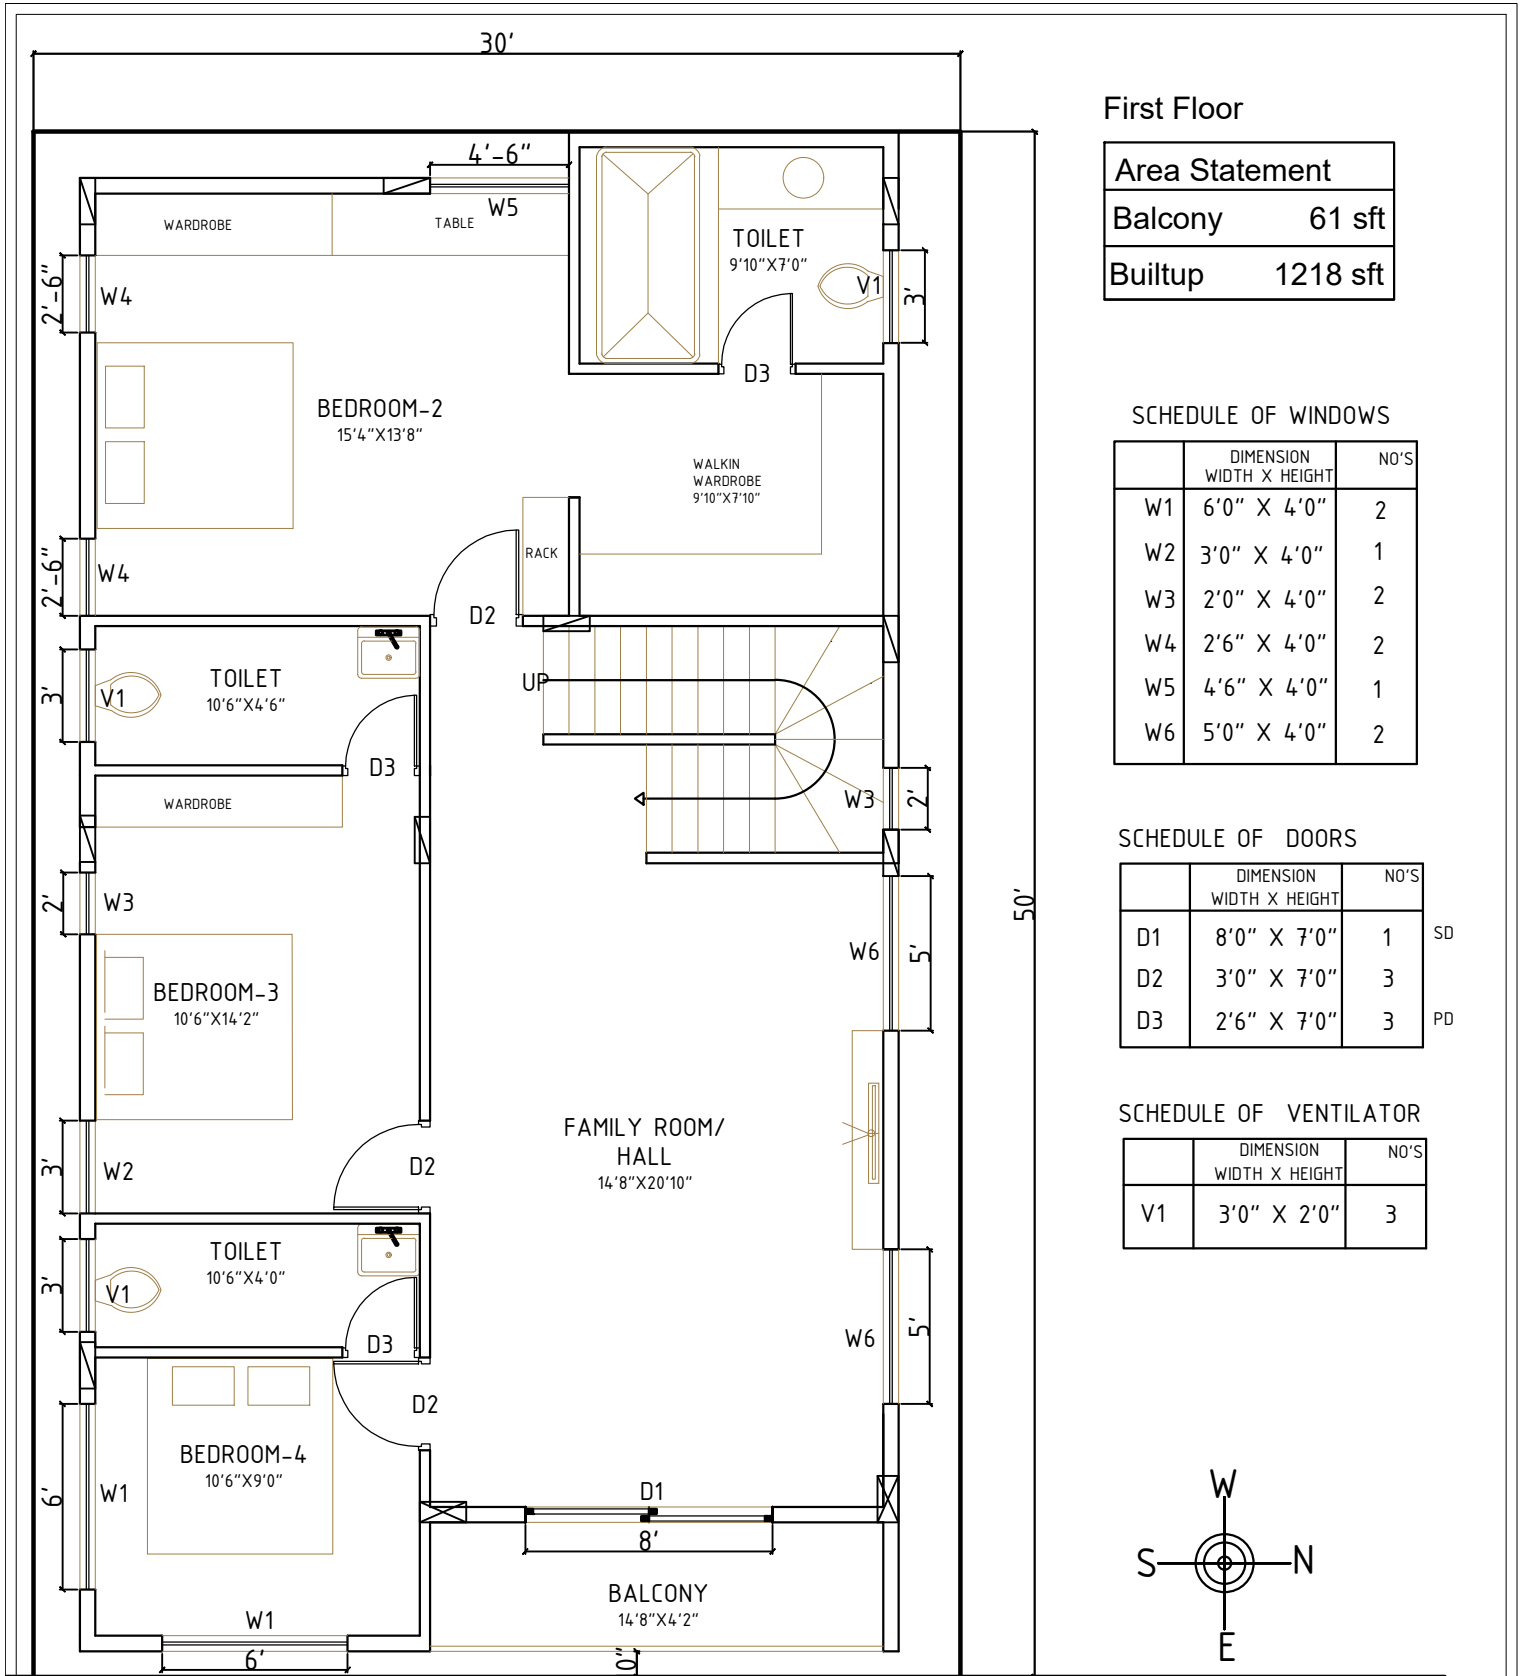 30'
First Floor
Area Statement
Balcony 61 sft
Builtup 1218 sft
4'-6"
W5
WARDROBE
TABLE
TOILET
9'10"X7'0"
V1
3'
2'-6"
W4
D3
BEDROOM-2
15'4"X13'8"
WALKIN
WARDROBE
9'10"X7'10"
RACK
2'-6"
W4
D2
SCHEDULE OF WINDOWS
DIMENSION
WIDTH X HEIGHT
NO'S
W1 6'0" X 4'0" 2
W2 3'0" X 4'0" 1
W3 2'0" X 4'0" 2
W4 2'6" X 4'0" 2
W5 4'6" X 4'0" 1
W6 5'0" X 4'0" 2
TOILET
10'6"X4'6"
V1
3'
UP
D3
WARDROBE
W3
2'
SCHEDULE OF DOORS
DIMENSION
WIDTH X HEIGHT
NO'S
D1 8'0" X 7'0" 1 SD
D2 3'0" X 7'0" 3
D3 2'6" X 7'0" 3 PD
50'
2'
W3
W6
5'
BEDROOM-3
10'6"X14'2"
3'
W2
D2
FAMILY ROOM/
HALL
14'8"X20'10"
SCHEDULE OF VENTILATOR
DIMENSION
WIDTH X HEIGHT
NO'S
V1 3'0" X 2'0" 3
TOILET
10'6"X4'0"
3'
V1
D3
W6
5'
D2
BEDROOM-4
10'6"X9'0"
6'
W1
D1
8'
BALCONY
14'8"X4'2"
W1
6'
0"
W
S
N
E